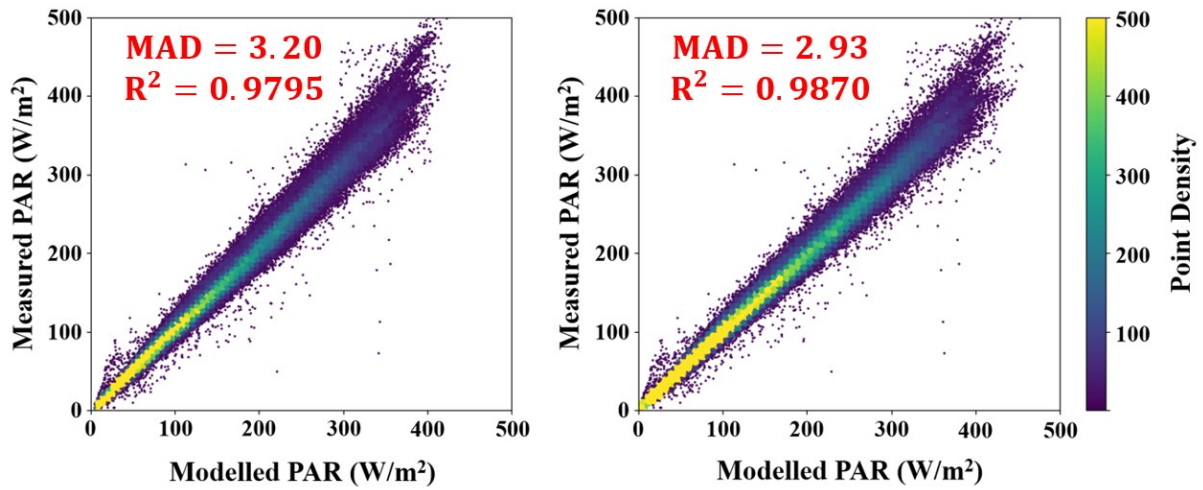 MAD = 3.20
R² = 0.9795
500
400
300
200
100
0
Measured PAR (W/m²)
0 100 200 300 400 500
Modelled PAR (W/m²)
MAD = 2.93
R² = 0.9870
500
400
300
200
100
0
Measured PAR (W/m²)
0 100 200 300 400 500
Modelled PAR (W/m²)
500
400
300
200
100
Point Density